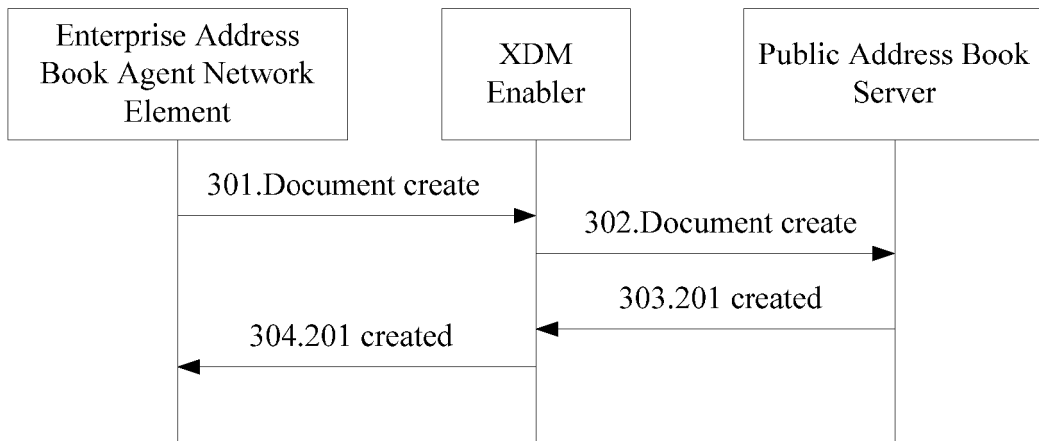 Enterprise Address
Book Agent Network
Element
XDM
Enabler
Public Address Book
Server
301.Document create
302.Document create
303.201 created
304.201 created